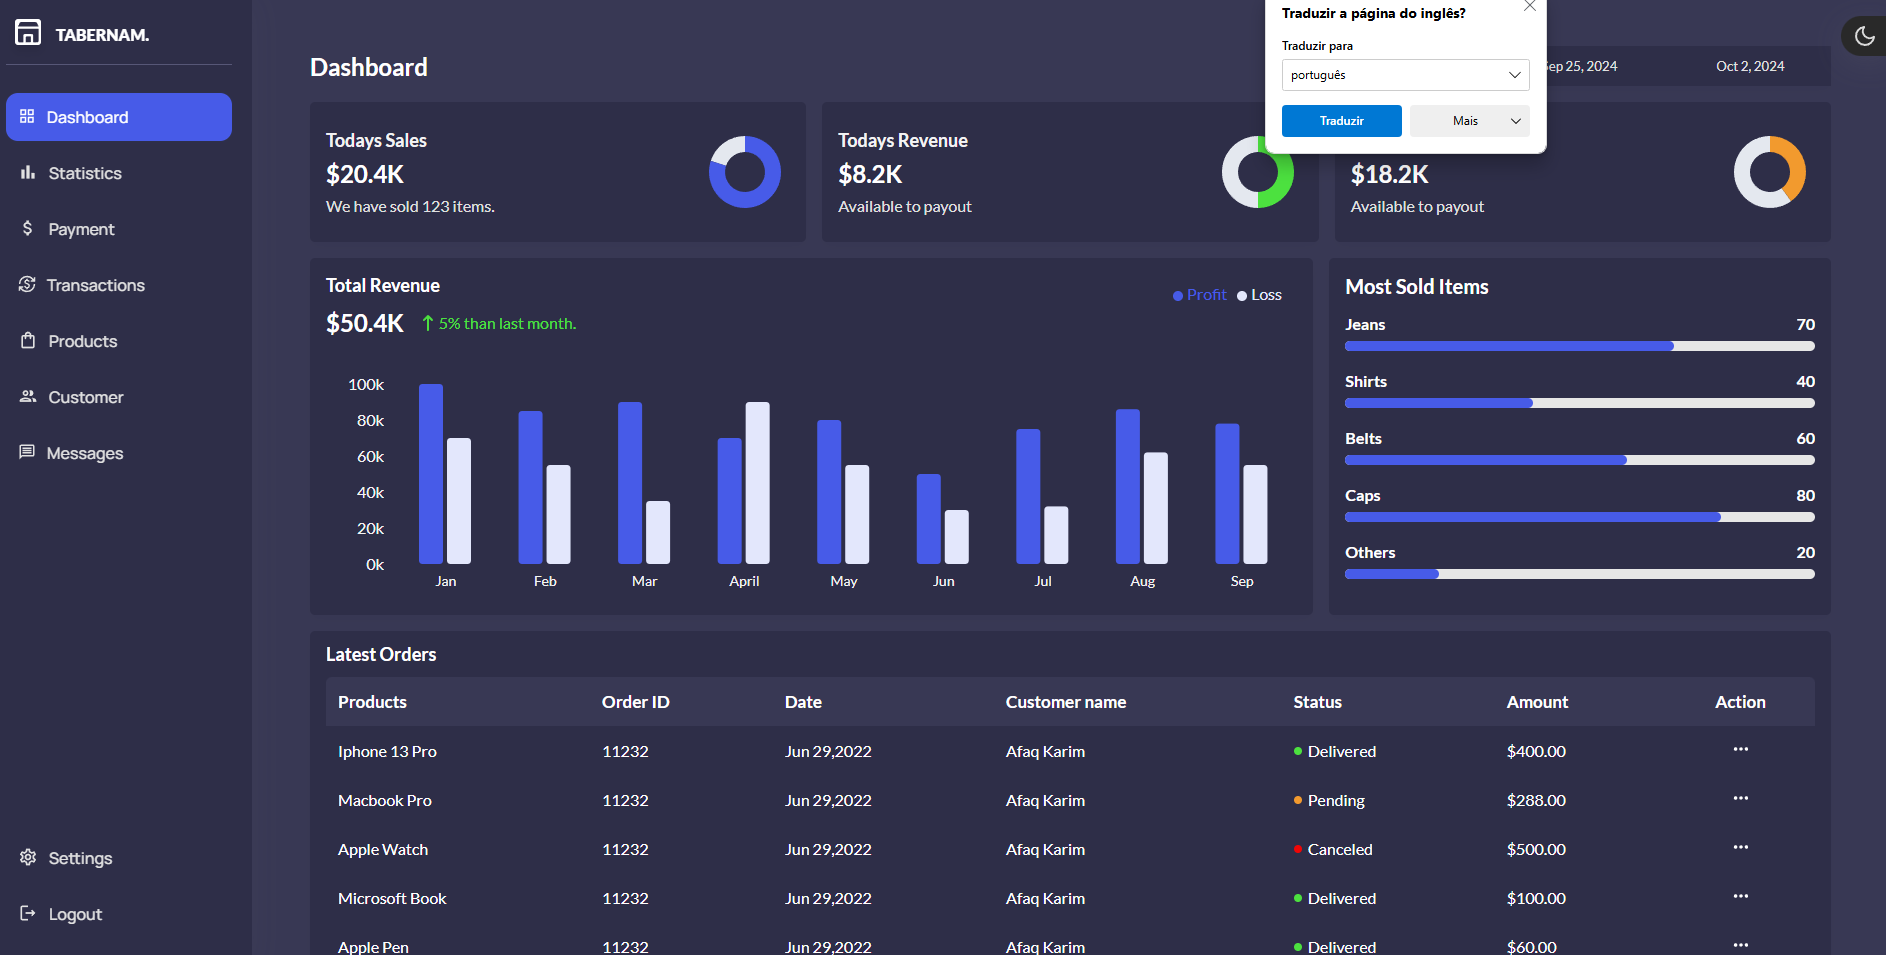 TABERNAM.
Dashboard
Statistics
Payment
Transactions
Products
Customer
Messages
Settings
Logout
Dashboard
Traduzir a página do inglês?
Traduzir para
português
Traduzir
Mais
Sep 25, 2024
Oct 2, 2024
Todays Sales
$20.4K
We have sold 123 items.
Todays Revenue
$8.2K
Available to payout
$18.2K
Available to payout
Total Revenue
$50.4K
5% than last month.
Profit Loss
100k
80k
60k
40k
20k
0k
Jan Feb Mar April May Jun Jul Aug Sep
Most Sold Items
Jeans 70
Shirts 40
Belts 60
Caps 80
Others 20
Latest Orders
Products Order ID Date Customer name Status Amount Action
Iphone 13 Pro 11232 Jun 29,2022 Afaq Karim Delivered $400.00 ...
Macbook Pro 11232 Jun 29,2022 Afaq Karim Pending $288.00 ...
Apple Watch 11232 Jun 29,2022 Afaq Karim Canceled $500.00 ...
Microsoft Book 11232 Jun 29,2022 Afaq Karim Delivered $100.00 ...
Apple Pen 11232 Jun 29,2022 Afaq Karim Delivered $60.00 ...